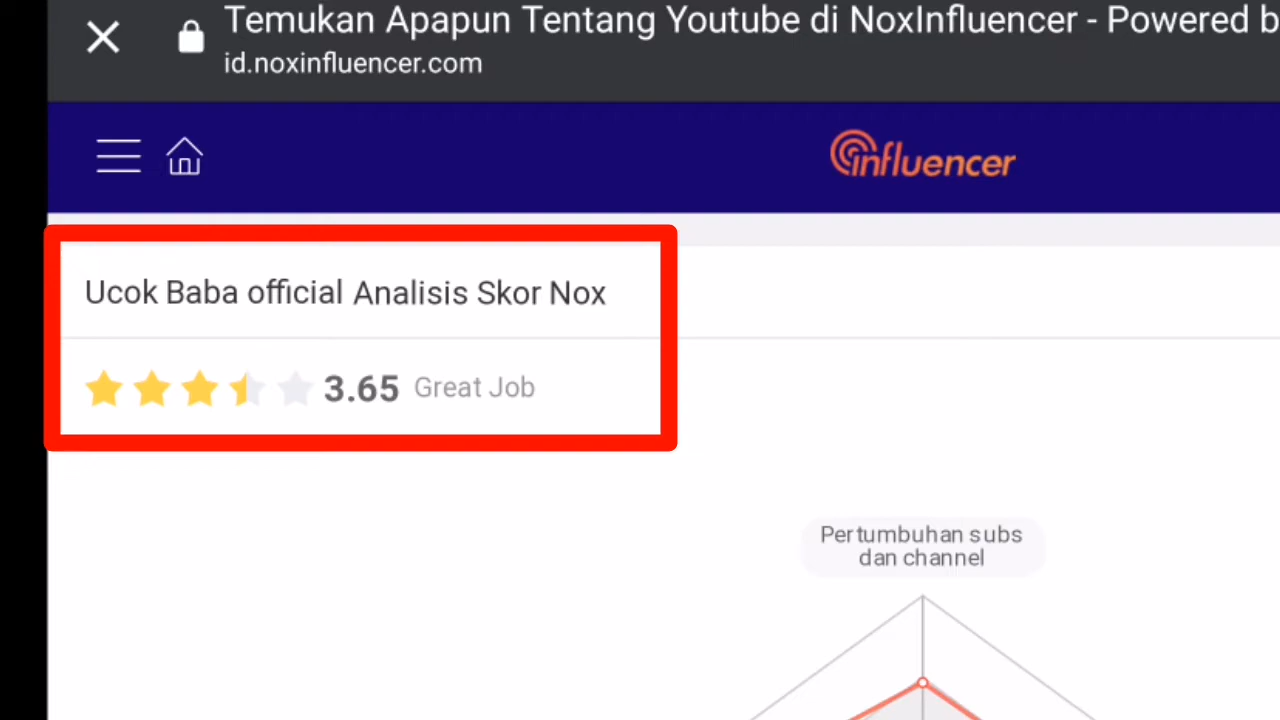 Temukan Apapun Tentang Youtube di NoxInfluencer - Powered b
id.noxinfluencer.com
influencer
Ucok Baba official Analisis Skor Nox
3.65 Great Job
Pertumbuhan subs
dan channel